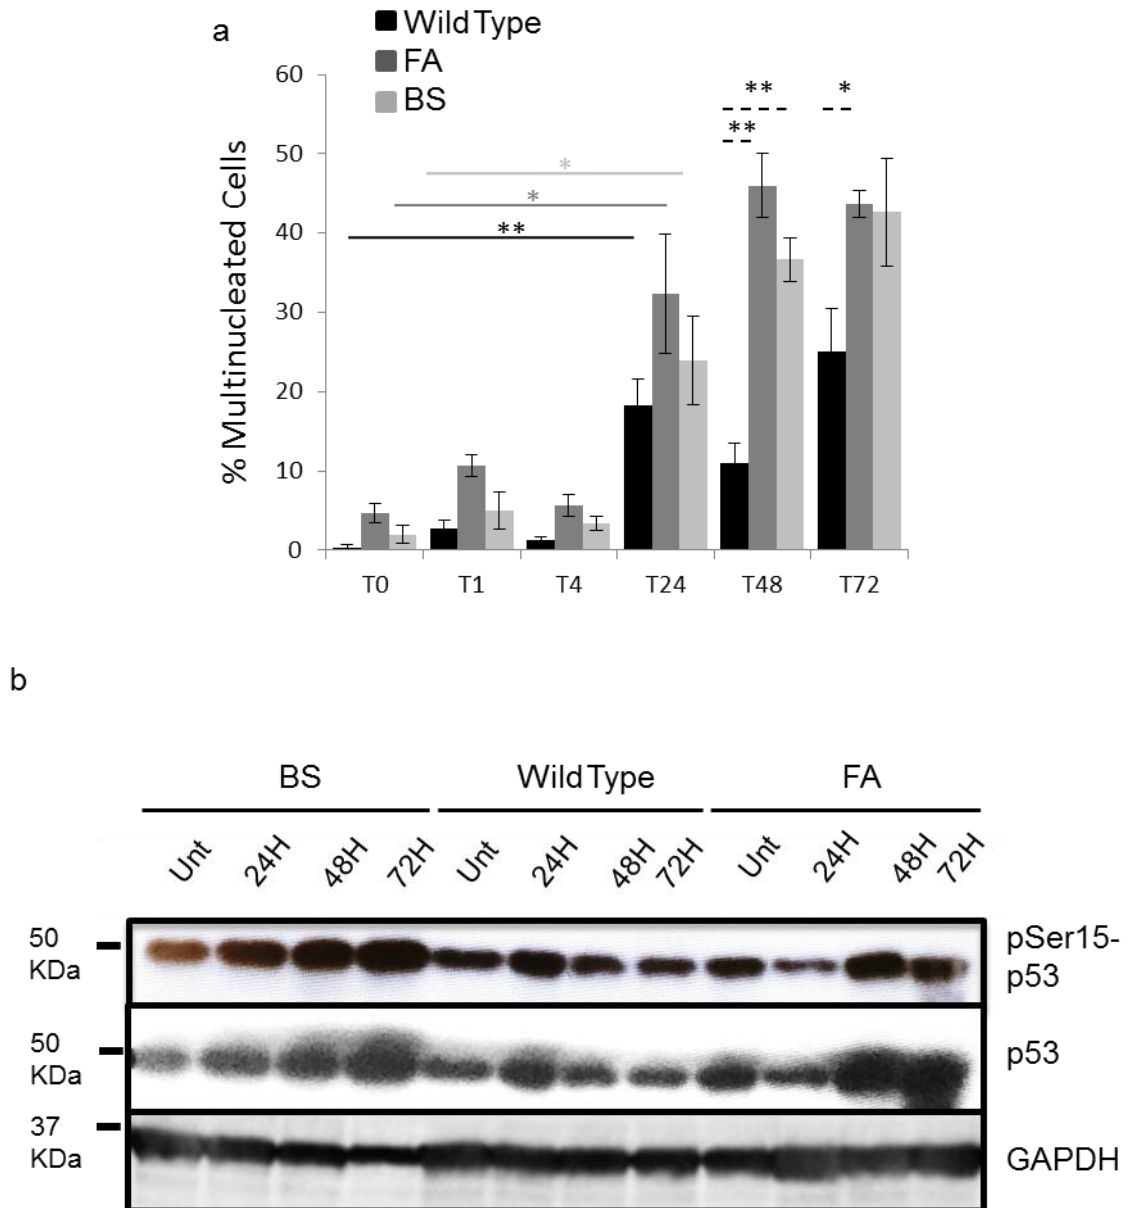 a
Wild Type
FA
BS
% Multinucleated Cells
60
50
40
30
20
10
0
** *
**
*
*
**
T0 T1 T4 T24 T48 T72
b
BS Wild Type FA
Unt 24H 48H 72H Unt 24H 48H 72H Unt 24H 48H 72H
50
KDa
pSer15-
p53
50
KDa
p53
37
KDa
GAPDH